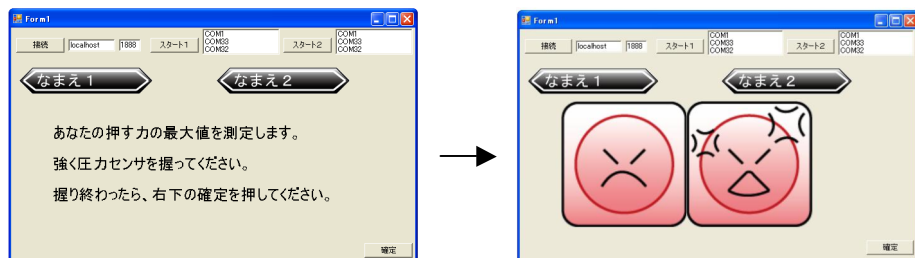 Form1
接続 localhost 1888 スタート1 COM1 スタート2 COM1
COM33 COM33
COM32 COM32
なまえ1 なまえ2
あなたの押す力の最大値を測定します。
強く圧力センサを握ってください。
握り終わったら、右下の確定を押してください。
確定
Form1
接続 localhost 1888 スタート1 COM1 スタート2 COM1
COM33 COM33
COM32 COM32
なまえ1 なまえ2
確定